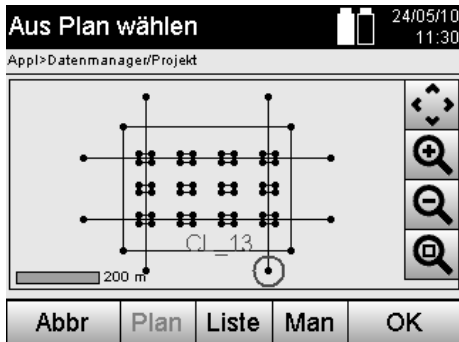 Aus Plan wählen
24/05/10
11:30
Appl>Datenmanager/Projekt
CL_13
200 m
Abbr
Plan
Liste
Man
OK